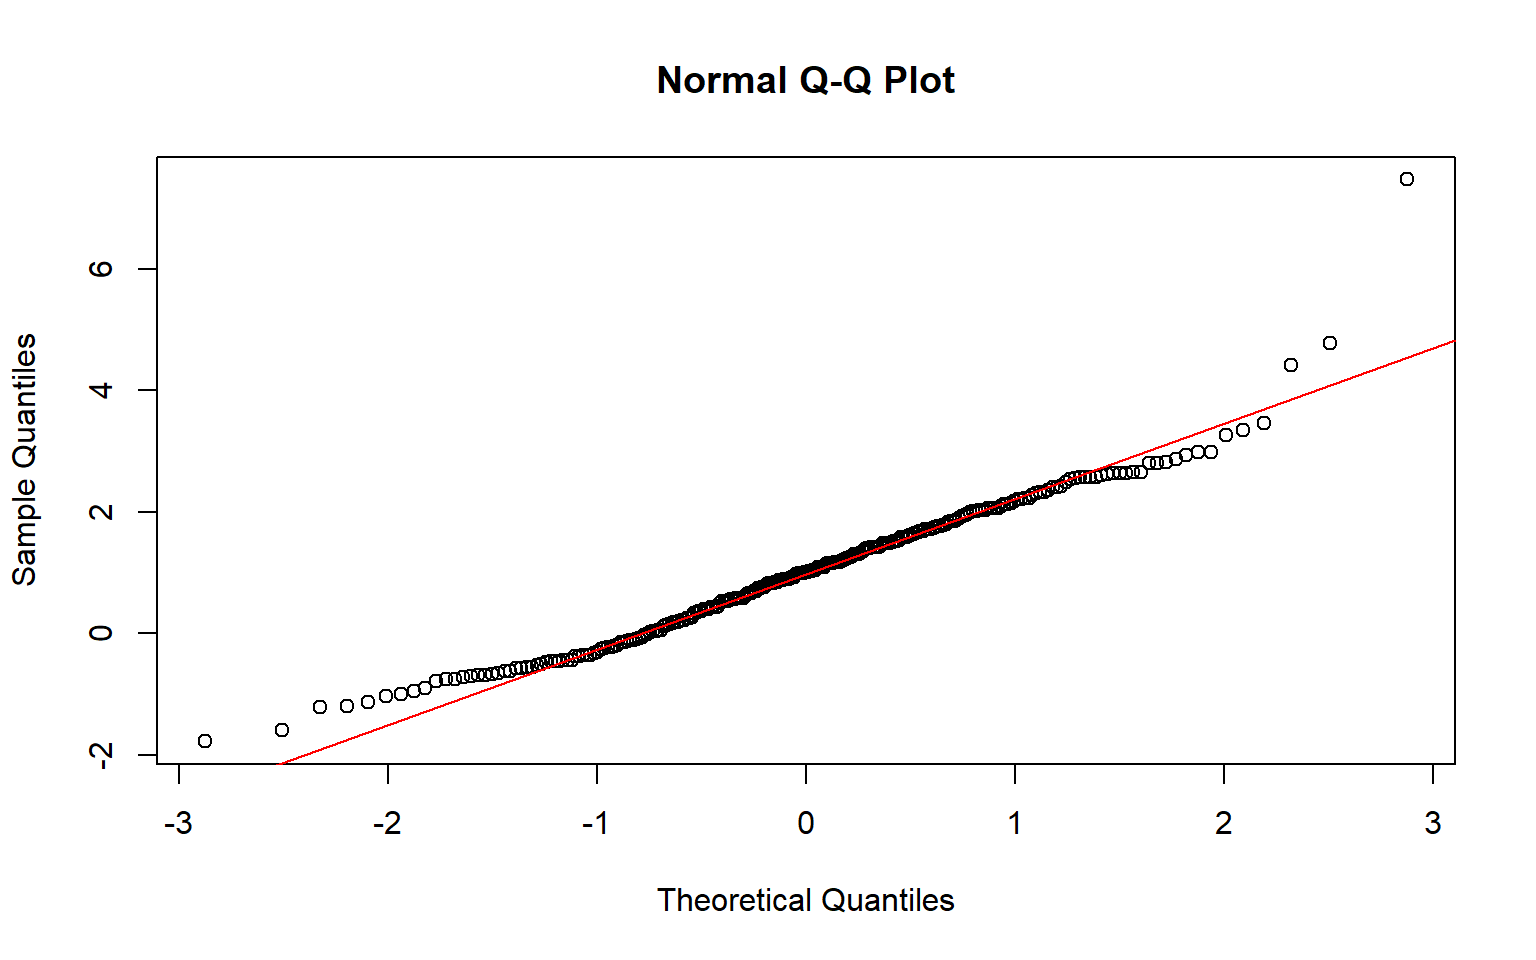 Normal Q-Q Plot
Sample Quantiles
6
4
2
0
-2
-3 -2 -1 0 1 2 3
Theoretical Quantiles